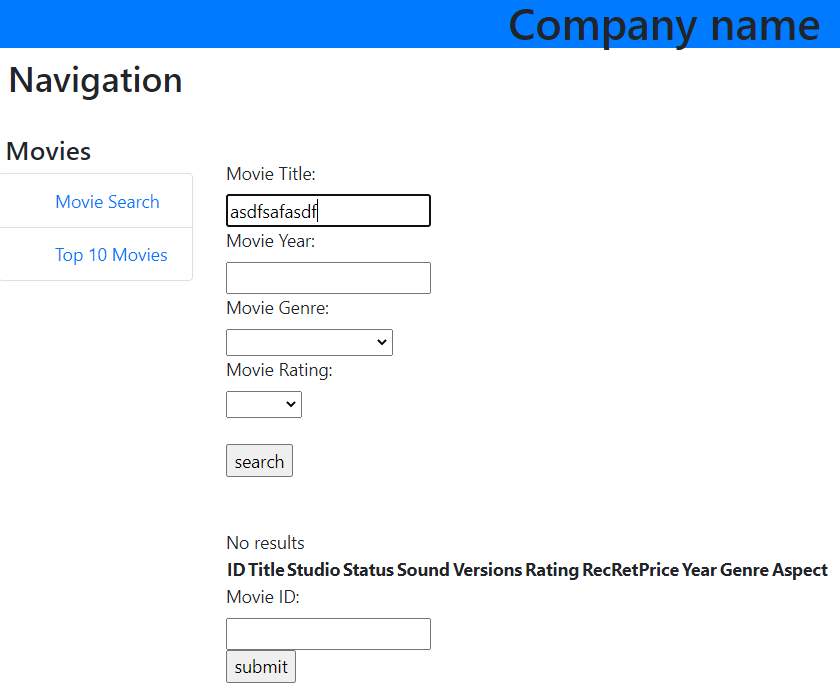 Company name
Navigation
Movies
Movie Search
Top 10 Movies
Movie Title:
asdfsafasdf
Movie Year:
Movie Genre:
Movie Rating:
search
No results
ID Title Studio Status Sound Versions Rating RecRetPrice Year Genre Aspect
Movie ID:
submit